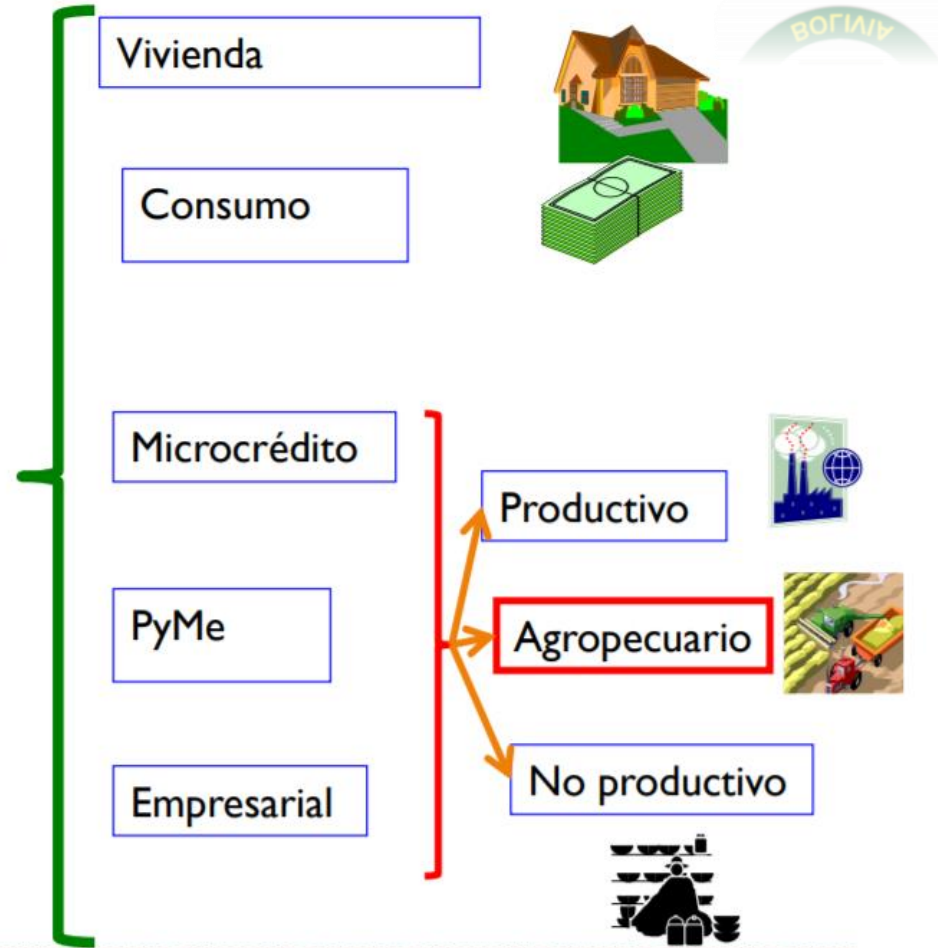 BOLIVIA
Vivienda
Consumo
Microcrédito
Productivo
PyMe
Agropecuario
Empresarial
No productivo